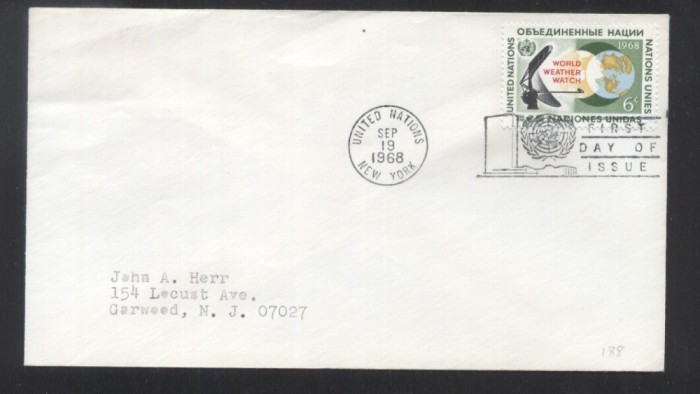 ОБЪЕДИНЕННЫЕ НАЦИИ
1968
UNITED NATIONS
WORLD
WEATHER
WATCH
NATIONS UNIES
6c
NACIONES UNIDAS
UNITED NATIONS
SEP
19
1968
NEW YORK
FIRST
DAY OF
ISSUE
John A. Herr
154 Locust Ave.
Garwood, N. J. 07027
188